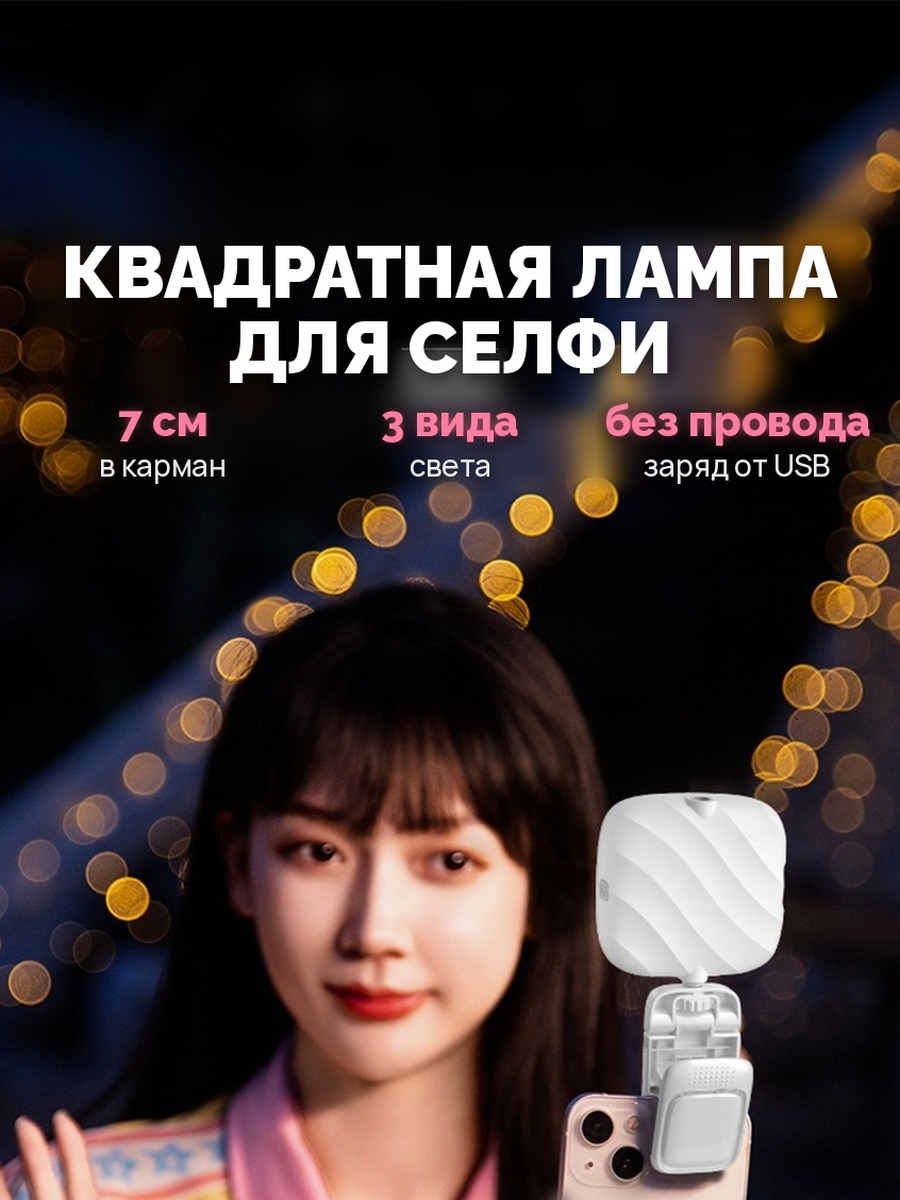 КВАДРАТНАЯ ЛАМПА
ДЛЯ СЕЛФИ
7 см
в карман
3 вида
света
без провода
заряд от USB